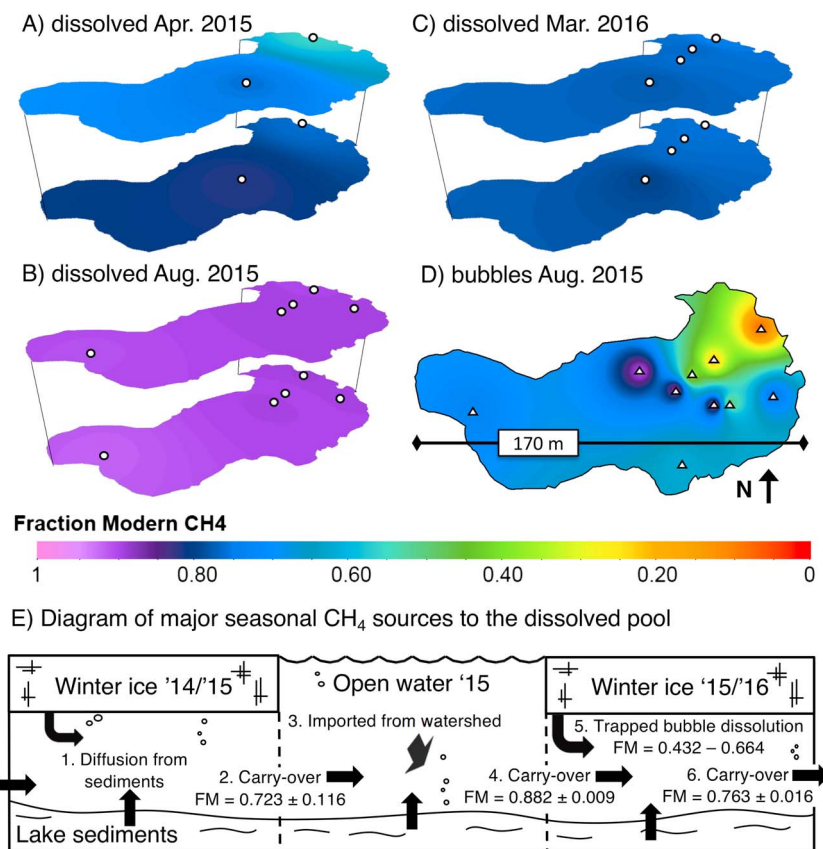 A) dissolved Apr. 2015
C) dissolved Mar. 2016
B) dissolved Aug. 2015
D) bubbles Aug. 2015
170 m
N
Fraction Modern CH4
1 0.80 0.60 0.40 0.20 0
E) Diagram of major seasonal CH₄ sources to the dissolved pool
Winter ice '14/'15
Open water '15
Winter ice '15/'16
1. Diffusion from
sediments
2. Carry-over
FM = 0.723 ± 0.116
3. Imported from watershed
4. Carry-over
FM = 0.882 ± 0.009
5. Trapped bubble dissolution
FM = 0.432 – 0.664
6. Carry-over
FM = 0.763 ± 0.016
Lake sediments